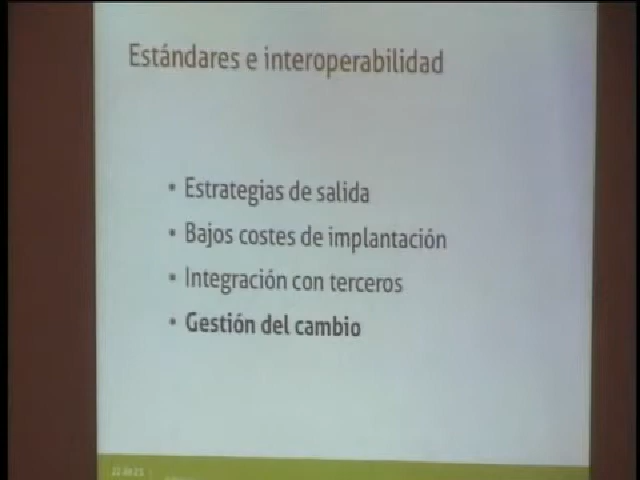 Estándares e interoperabilidad
• Estrategias de salida
• Bajos costes de implantación
• Integración con terceros
• Gestión del cambio